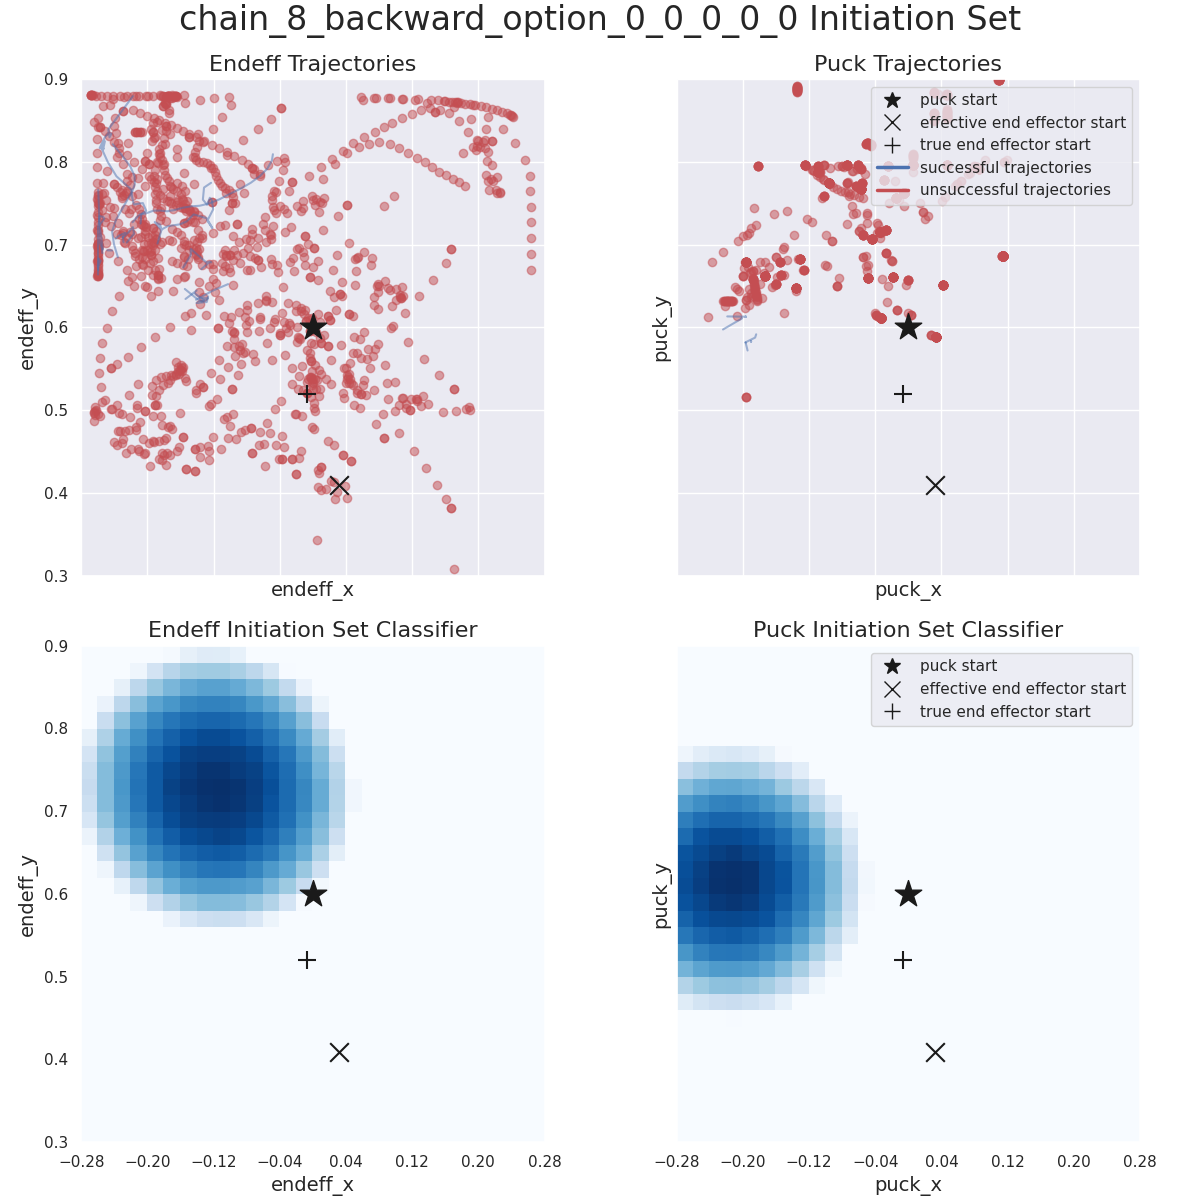 chain_8_backward_option_0_0_0_0_0 Initiation Set
Endeff Trajectories
0.9
0.8
0.7
0.6
0.5
0.4
0.3
endeff_y
endeff_x
Puck Trajectories
puck start
effective end effector start
true end effector start
successful trajectories
unsuccessful trajectories
puck_y
puck_x
Endeff Initiation Set Classifier
0.9
0.8
0.7
0.6
0.5
0.4
0.3
endeff_y
−0.28 −0.20 −0.12 −0.04 0.04 0.12 0.20 0.28
endeff_x
Puck Initiation Set Classifier
puck start
effective end effector start
true end effector start
puck_y
−0.28 −0.20 −0.12 −0.04 0.04 0.12 0.20 0.28
puck_x